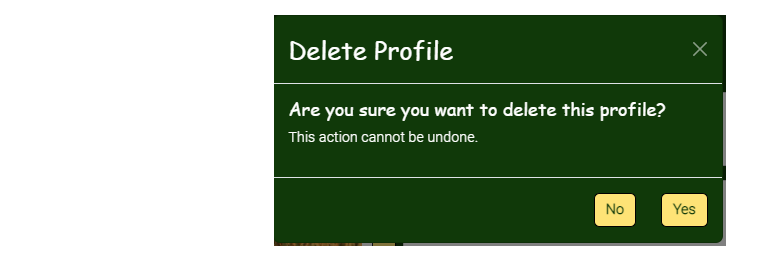 Delete Profile
Are you sure you want to delete this profile?
This action cannot be undone.
No Yes